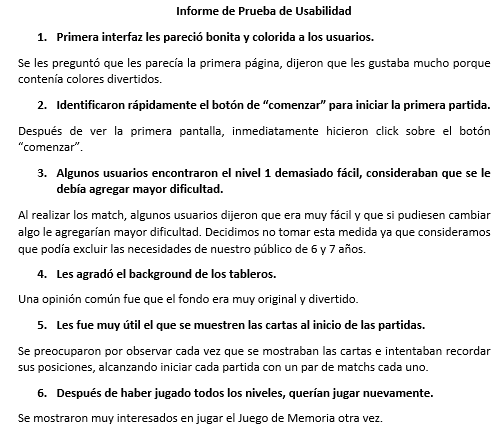 Informe de Prueba de Usabilidad
1. Primera interfaz les pareció bonita y colorida a los usuarios.
Se les preguntó que les parecía la primera página, dijeron que les gustaba mucho porque
contenía colores divertidos.
2. Identificaron rápidamente el botón de “comenzar” para iniciar la primera partida.
Después de ver la primera pantalla, inmediatamente hicieron click sobre el botón
“comenzar”.
3. Algunos usuarios encontraron el nivel 1 demasiado fácil, consideraban que se le
debía agregar mayor dificultad.
Al realizar los match, algunos usuarios dijeron que era muy fácil y que si pudiesen cambiar
algo le agregarían mayor dificultad. Decidimos no tomar esta medida ya que consideramos
que podía excluir las necesidades de nuestro público de 6 y 7 años.
4. Les agradó el background de los tableros.
Una opinión común fue que el fondo era muy original y divertido.
5. Les fue muy útil el que se muestren las cartas al inicio de las partidas.
Se preocuparon por observar cada vez que se mostraban las cartas e intentaban recordar
sus posiciones, alcanzando iniciar cada partida con un par de matchs cada uno.
6. Después de haber jugado todos los niveles, querían jugar nuevamente.
Se mostraron muy interesados en jugar el Juego de Memoria otra vez.